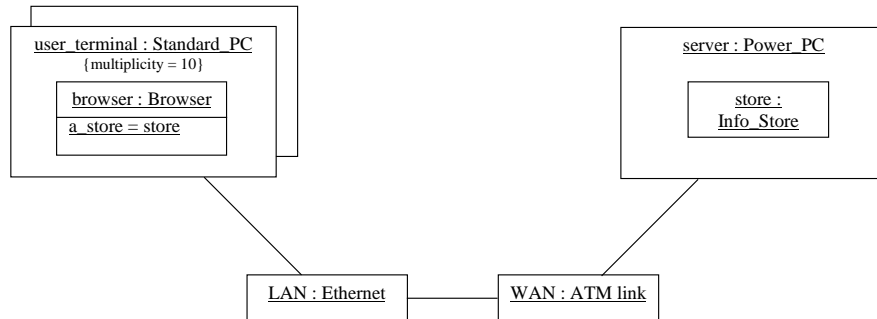 user_terminal : Standard_PC
{multiplicity = 10}
browser : Browser
a_store = store
server : Power_PC
store :
Info_Store
LAN : Ethernet
WAN : ATM link